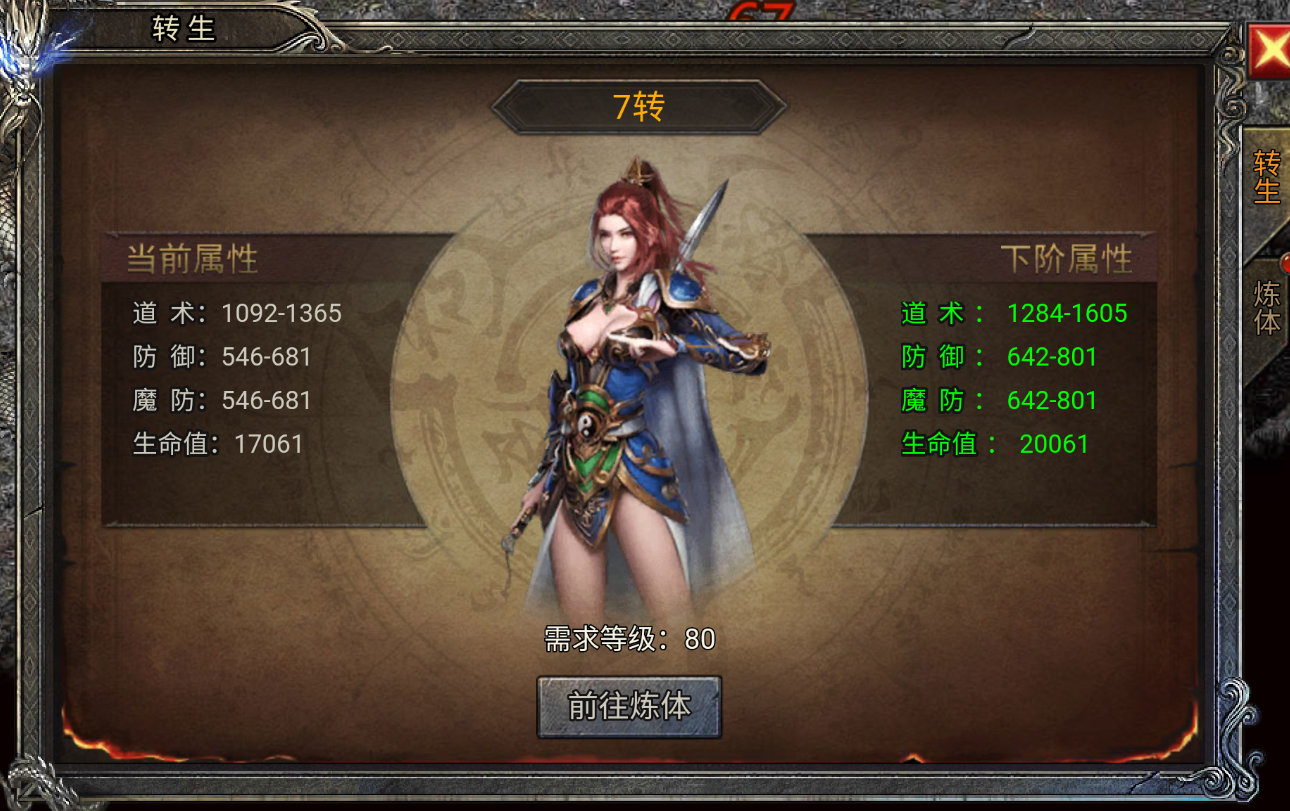 67
转生
7转
当前属性
道 术：1092-1365
防 御：546-681
魔 防：546-681
生命值：17061
下阶属性
道 术： 1284-1605
防 御： 642-801
魔 防： 642-801
生命值： 20061
需求等级：80
前往炼体
转生
炼体